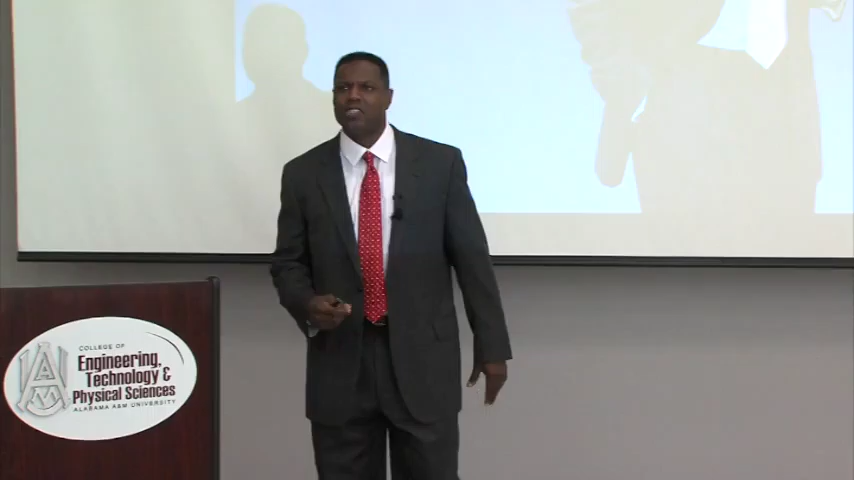 COLLEGE OF
Engineering,
Technology &
Physical Sciences
ALABAMA A&M UNIVERSITY